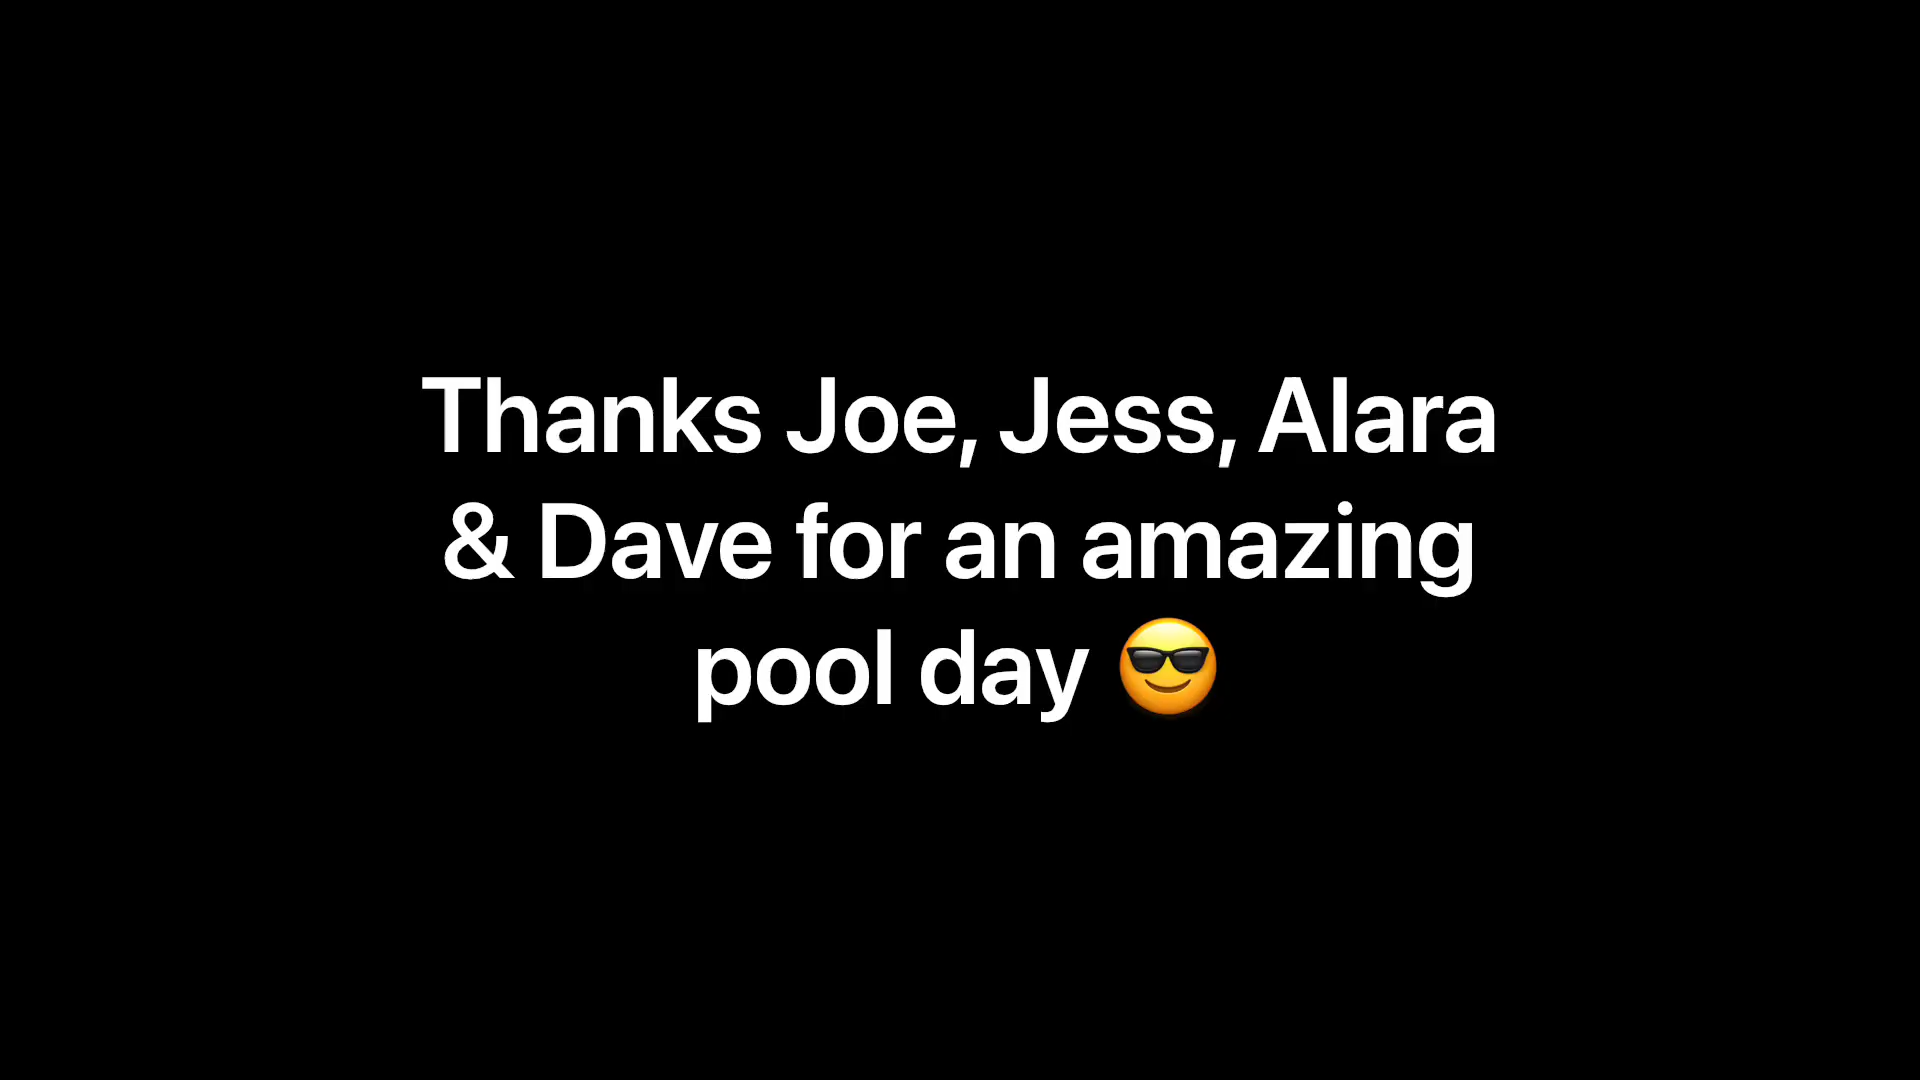 Thanks Joe, Jess, Alara
& Dave for an amazing
pool day 😎